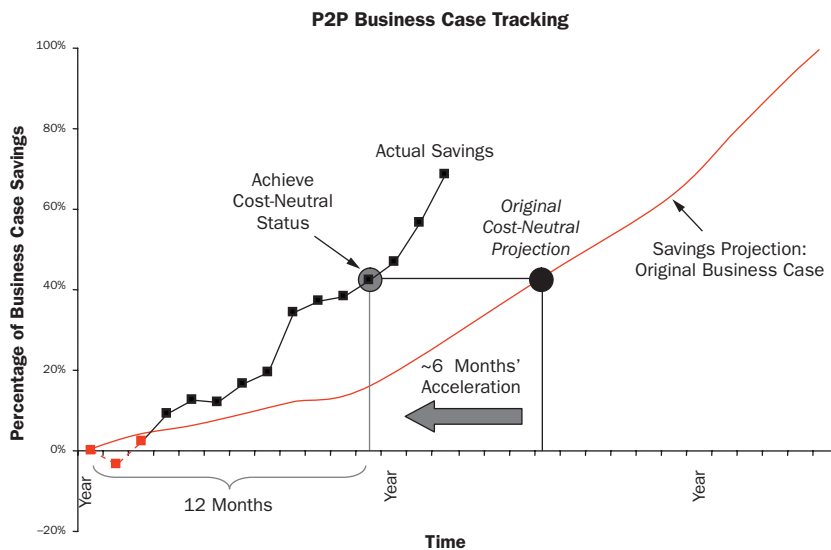 P2P Business Case Tracking
100%
80%
60%
40%
20%
0%
–20%
Percentage of Business Case Savings
Actual Savings
Achieve
Cost-Neutral
Status
Original
Cost-Neutral
Projection
Savings Projection:
Original Business Case
~6 Months’
Acceleration
12 Months
Year
Year
Year
Time